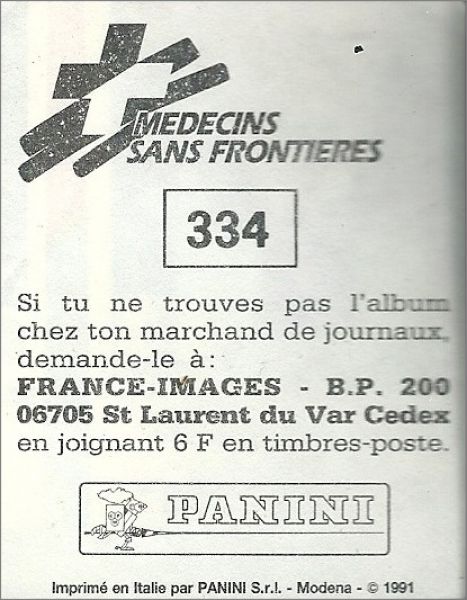 MEDECINS
SANS FRONTIERES
334
Si tu ne trouves pas l'album
chez ton marchand de journaux,
demande-le à:
FRANCE-IMAGES - B.P. 200
06705 St Laurent du Var Cedex
en joignant 6 F en timbres-poste.
PANINI
Imprimé en Italie par PANINI S.r.l. - Modena - © 1991